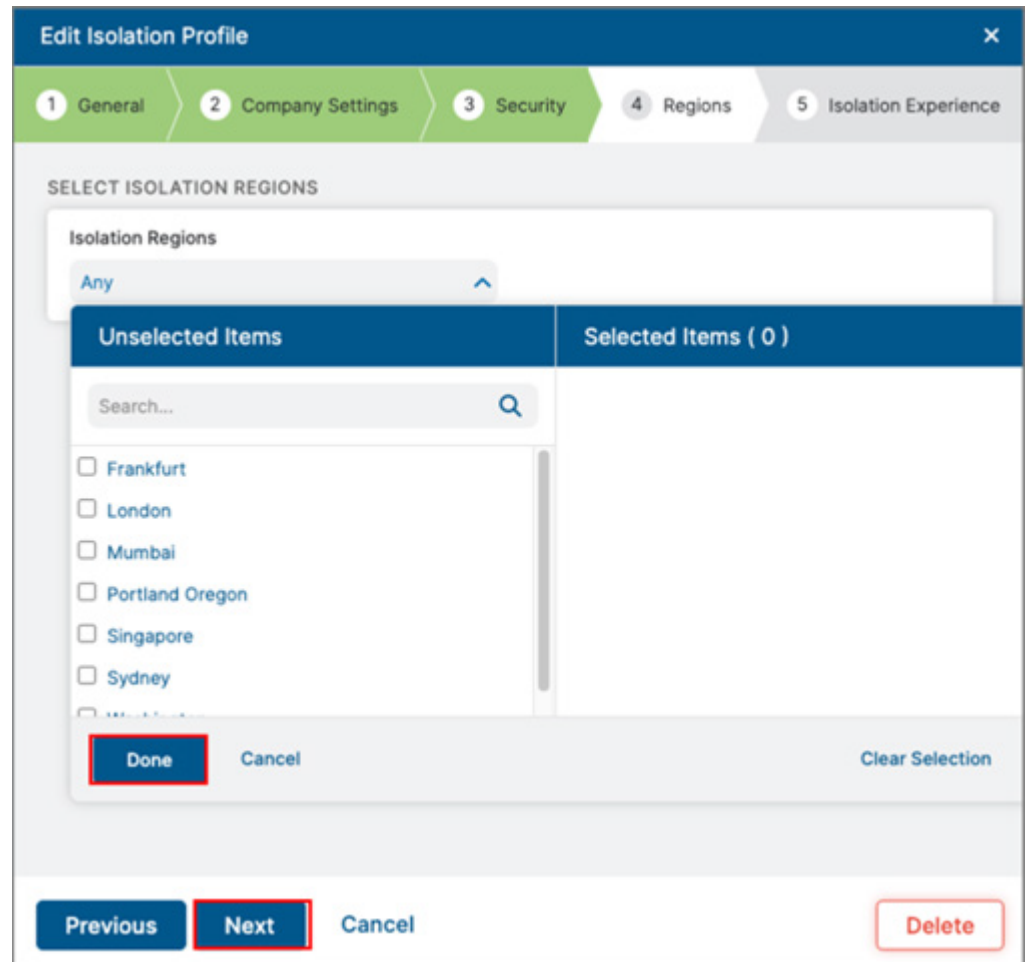 Edit Isolation Profile ×
1 General 2 Company Settings 3 Security 4 Regions 5 Isolation Experience
SELECT ISOLATION REGIONS
Isolation Regions
Any
Unselected Items Selected Items ( 0 )
Search...
Frankfurt
London
Mumbai
Portland Oregon
Singapore
Sydney
Done Cancel Clear Selection
Previous Next Cancel Delete